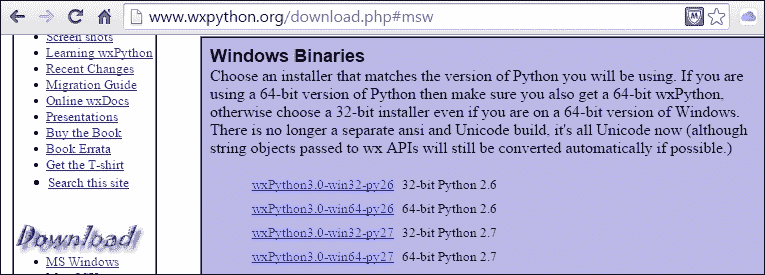 www.wxpython.org/download.php#msw
Screen shots
Learning wxPython
Recent Changes
Migration Guide
Online wxDocs
Presentations
Buy the Book
Book Errata
Get the T-shirt
Search this site
Download
MS Windows
Windows Binaries
Choose an installer that matches the version of Python you will be using. If you are
using a 64-bit version of Python then make sure you also get a 64-bit wxPython,
otherwise choose a 32-bit installer even if you are on a 64-bit version of Windows.
There is no longer a separate ansi and Unicode build, it's all Unicode now (although
string objects passed to wx APIs will still be converted automatically if possible.)
wxPython3.0-win32-py26 32-bit Python 2.6
wxPython3.0-win64-py26 64-bit Python 2.6
wxPython3.0-win32-py27 32-bit Python 2.7
wxPython3.0-win64-py27 64-bit Python 2.7